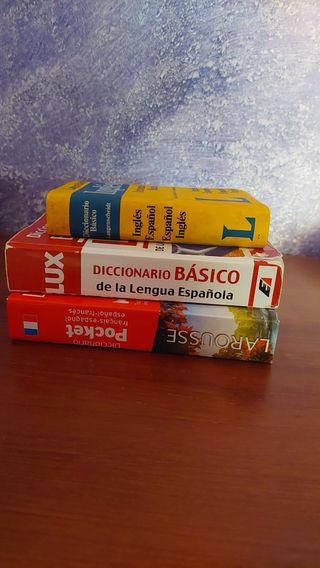 Diccionario
Básico
Langenscheidt
Inglés
Español
Español
Inglés
L
LUX
DICCIONARIO BÁSICO
de la Lengua Española
Diccionario
Pocket
français-espagnol
español-francés
LAROUSSE